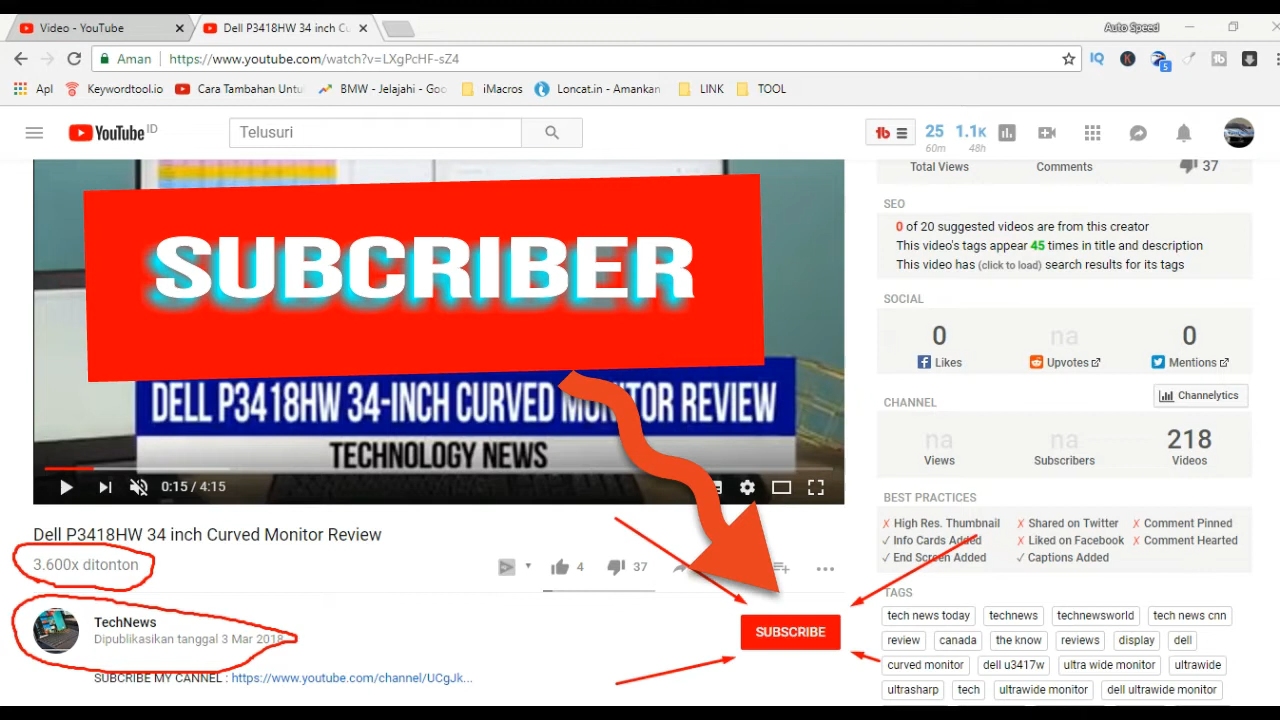 Video - YouTube
Dell P3418HW 34 inch Cu
Auto Speed
Aman
https://www.youtube.com/watch?v=LXgPcHF-sZ4
IQ
K
5
tb
Apl
Keywordtool.io
Cara Tambahan Untu
BMW - Jelajahi - Goo
iMacros
Loncat.in - Amankan
LINK
TOOL
YouTube ID
Telusuri
tb
25
60m
1.1K
48h
Total Views
Comments
37
SEO
0 of 20 suggested videos are from this creator
This video's tags appear 45 times in title and description
This video has (click to load) search results for its tags
SUBCRIBER
SOCIAL
0
na
0
Likes
Upvotes
Mentions
Channelytics
CHANNEL
na
na
218
Views
Subscribers
Videos
DELL P3418HW 34-INCH CURVED MONITOR REVIEW
TECHNOLOGY NEWS
0:15 / 4:15
BEST PRACTICES
✗ High Res. Thumbnail
✗ Shared on Twitter
✗ Comment Pinned
✓ Info Cards Added
✗ Liked on Facebook
✗ Comment Hearted
✓ End Screen Added
✓ Captions Added
Dell P3418HW 34 inch Curved Monitor Review
3.600x ditonton
4
37
TechNews
Dipublikasikan tanggal 3 Mar 2018
SUBSCRIBE
SUBCRIBE MY CANNEL : https://www.youtube.com/channel/UCgJk...
TAGS
tech news today
technews
technewsworld
tech news cnn
review
canada
the know
reviews
display
dell
curved monitor
dell u3417w
ultra wide monitor
ultrawide
ultrasharp
tech
ultrawide monitor
dell ultrawide monitor